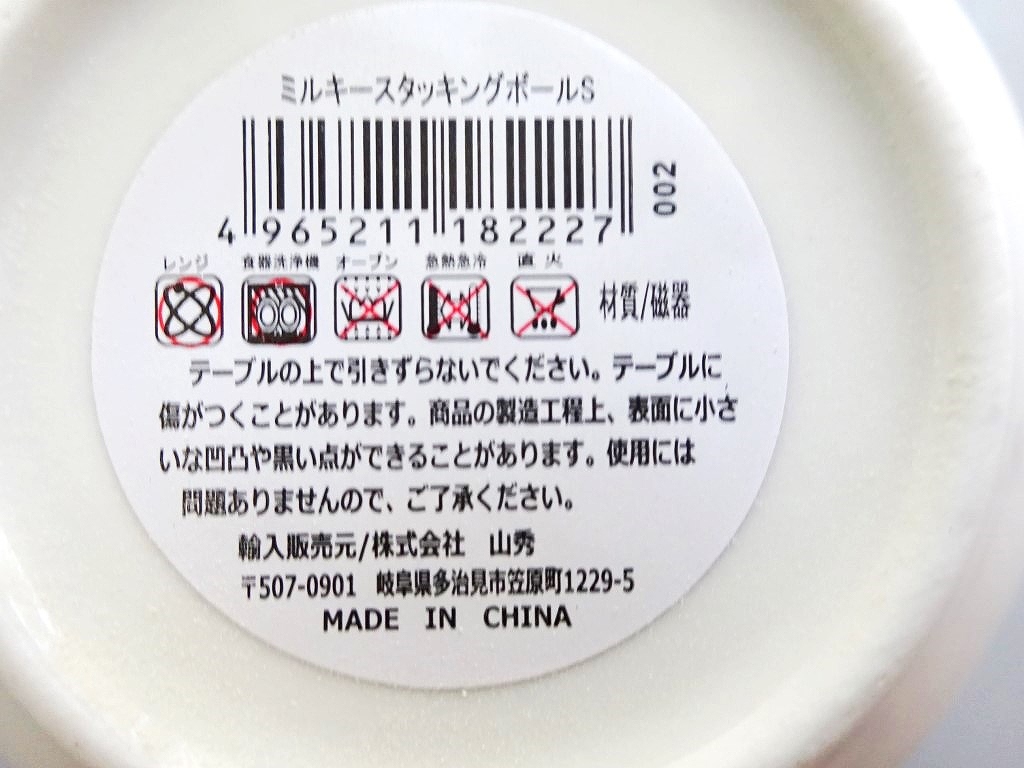 ミルキースタッキングボールS
4 965211 182227
002
レンジ 食器洗浄機 オーブン 急熱急冷 直火
材質/磁器
テーブルの上で引きずらないでください。テーブルに
傷がつくことがあります。商品の製造工程上、表面に小さ
いな凹凸や黒い点ができることがあります。使用には
問題ありませんので、ご了承ください。
輸入販売元/株式会社 山秀
〒507-0901 岐阜県多治見市笠原町1229-5
MADE IN CHINA